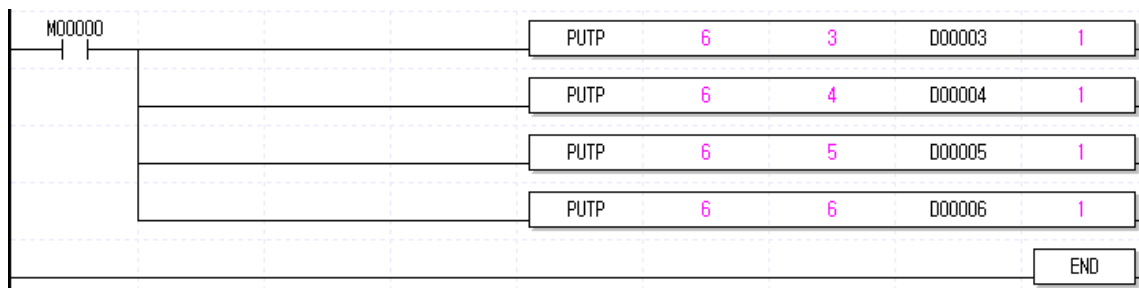 M00000
PUTP 6 3 D00003 1
PUTP 6 4 D00004 1
PUTP 6 5 D00005 1
PUTP 6 6 D00006 1
END